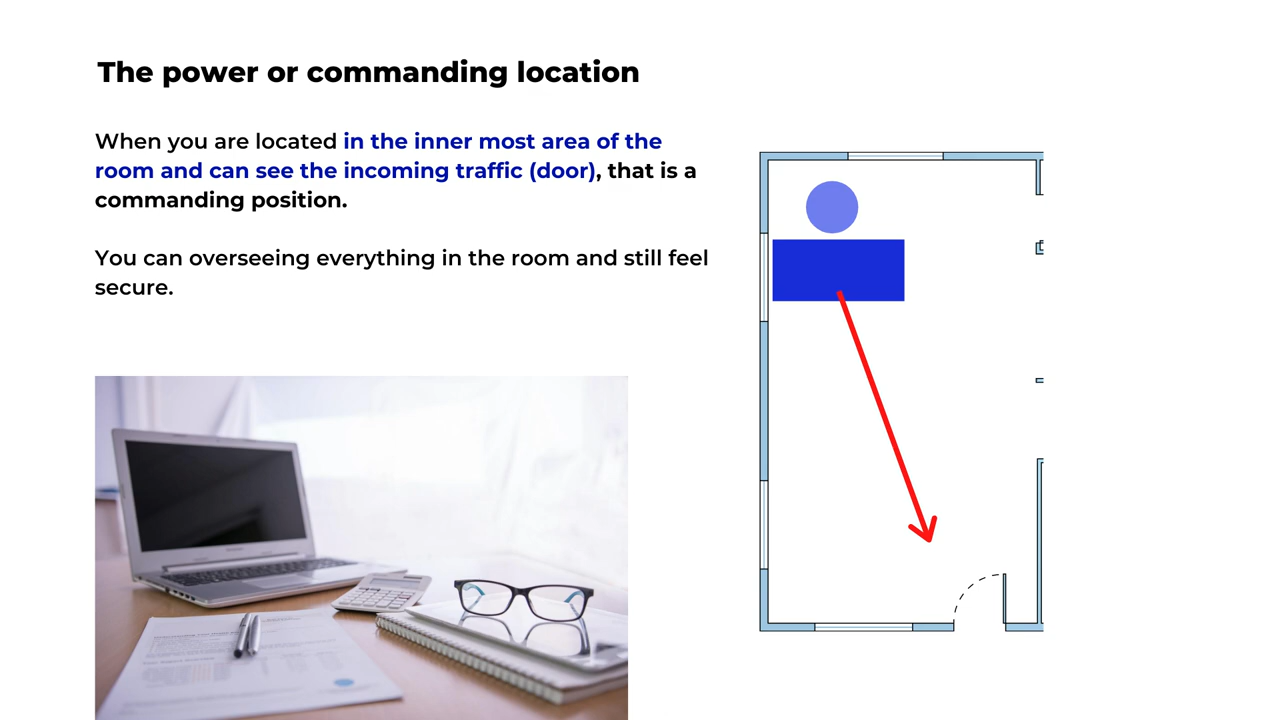 The power or commanding location
When you are located in the inner most area of the
room and can see the incoming traffic (door), that is a
commanding position.
You can overseeing everything in the room and still feel
secure.